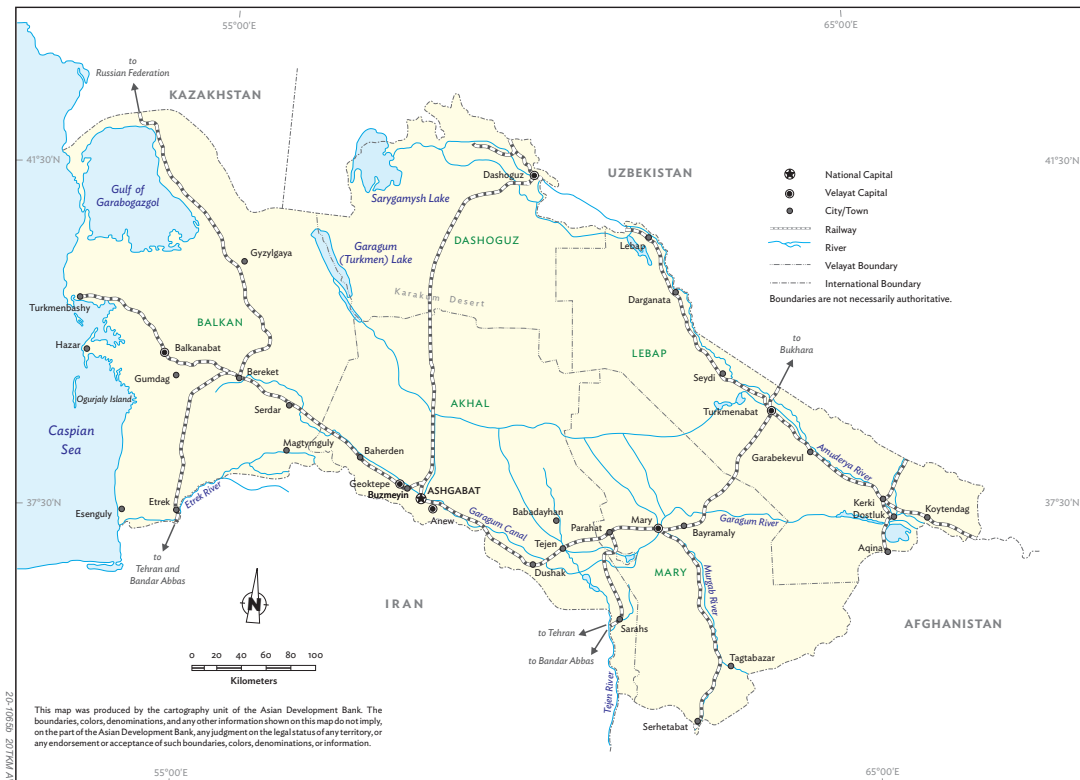 55°00'E
65°00'E
to
Russian Federation
KAZAKHSTAN
41°30'N
41°30'N
UZBEKISTAN
National Capital
Velayat Capital
City/Town
Railway
River
Velayat Boundary
International Boundary
Boundaries are not necessarily authoritative.
Dashoguz
Gulf of
Garabogazgol
Sarygamysh Lake
DASHOGUZ
Lebap
Garagum
(Turkmen) Lake
Gyzylgaya
Karakum Desert
Darganata
Turkmenbashy
BALKAN
to
Bukhara
Hazar
Balkanabat
LEBAP
Gumdag
Bereket
Seydi
Ogurjaly Island
Serdar
AKHAL
Turkmenabat
Caspian
Sea
Magtymguly
Baherden
Garabekevul
Amuderya River
Geoktepe
Buzmeyin
ASHGABAT
Etrek
Etrek River
Esenguly
37°30'N
37°30'N
Anew
Garagum Canal
Babadayhan
Parahat
Mary
Garagum River
Bayramaly
Kerki
Dostluk
Koytendag
Tejen
Aqina
Dushak
MARY
Murgab River
to
Tehran and
Bandar Abbas
N
IRAN
Sarahs
to Tehran
to Bandar Abbas
AFGHANISTAN
Tagtabazar
Tejen River
Serhetabat
0 20 40 60 80 100
Kilometers
This map was produced by the cartography unit of the Asian Development Bank. The
boundaries, colors, denominations, and any other information shown on this map do not imply,
on the part of the Asian Development Bank, any judgment on the legal status of any territory, or
any endorsement or acceptance of such boundaries, colors, denominations, or information.
55°00'E
65°00'E
20-1065b 20TKM